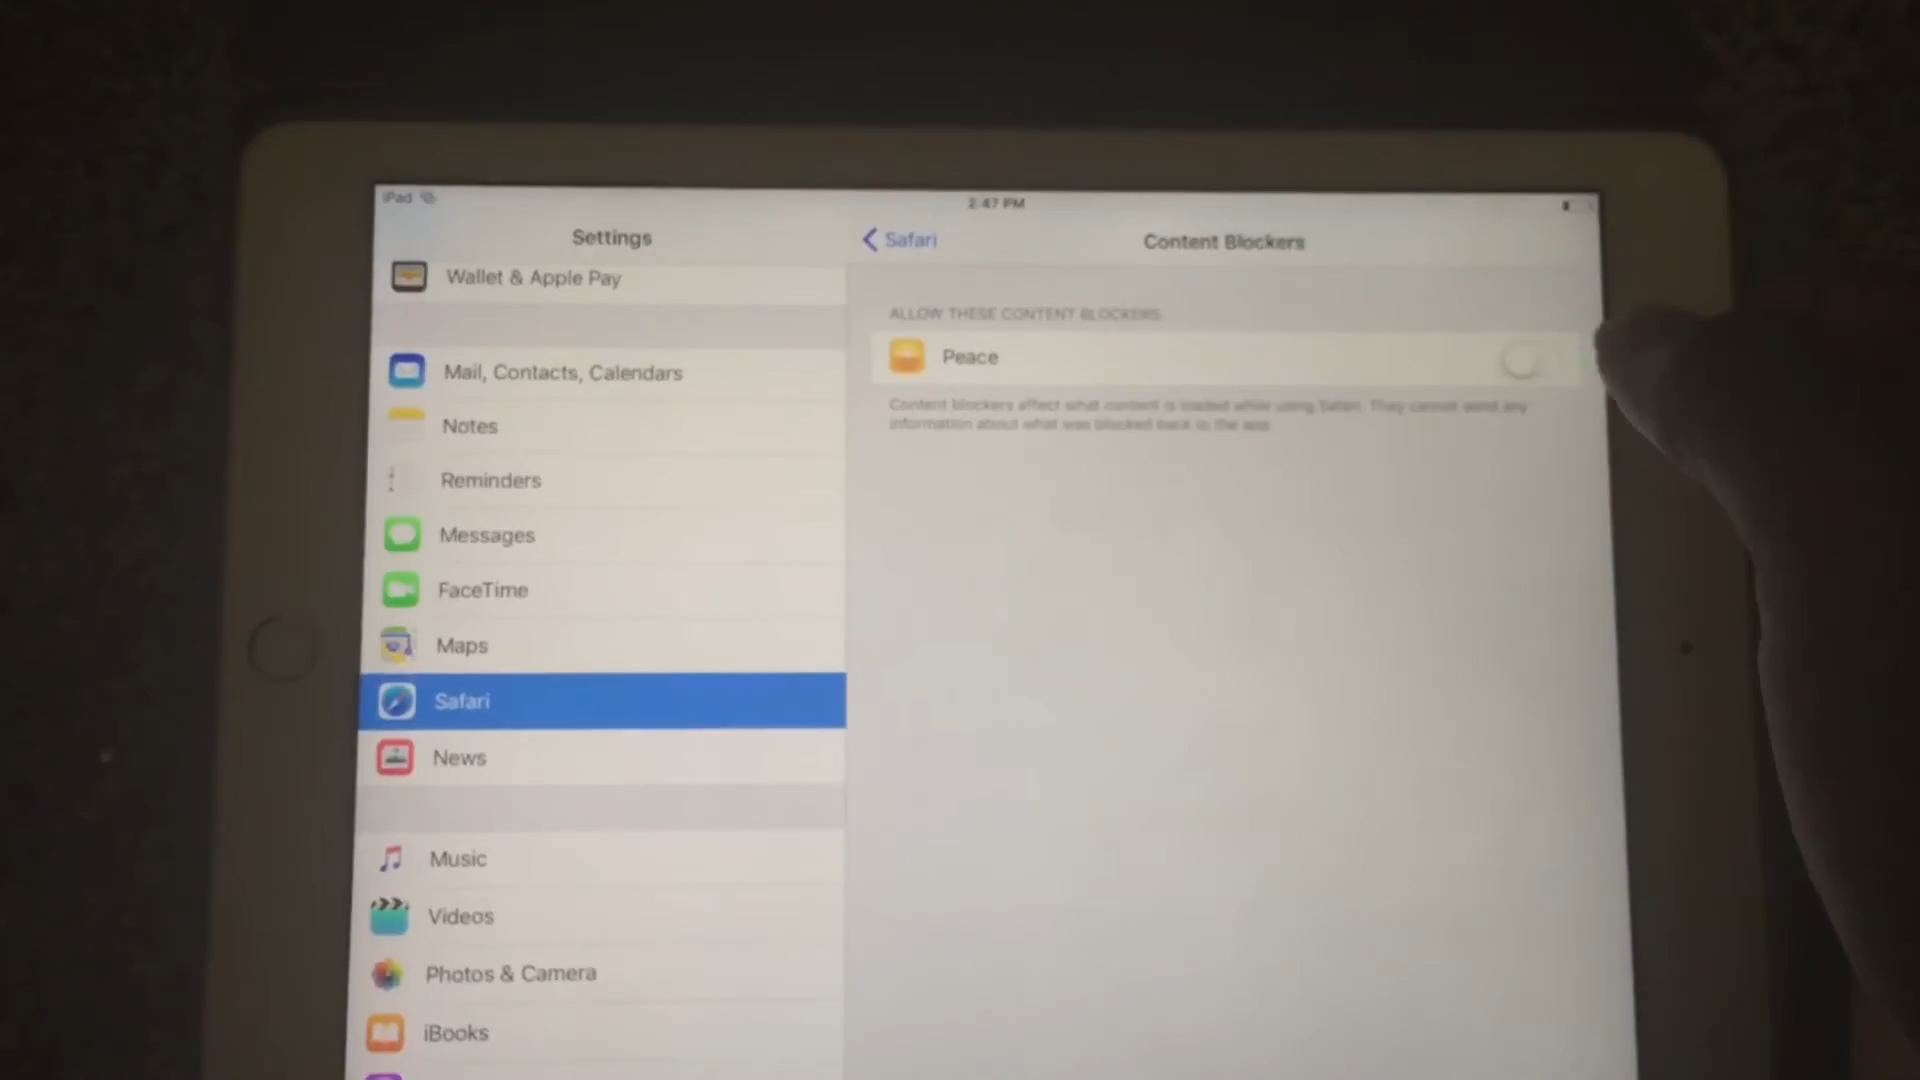 iPad
2:47 PM
Settings
Safari
Content Blockers
Wallet & Apple Pay
ALLOW THESE CONTENT BLOCKERS:
Peace
Content blockers affect what content is loaded while using Safari. They cannot send any
information about what was blocked back to the app.
Mail, Contacts, Calendars
Notes
Reminders
Messages
FaceTime
Maps
Safari
News
Music
Videos
Photos & Camera
iBooks